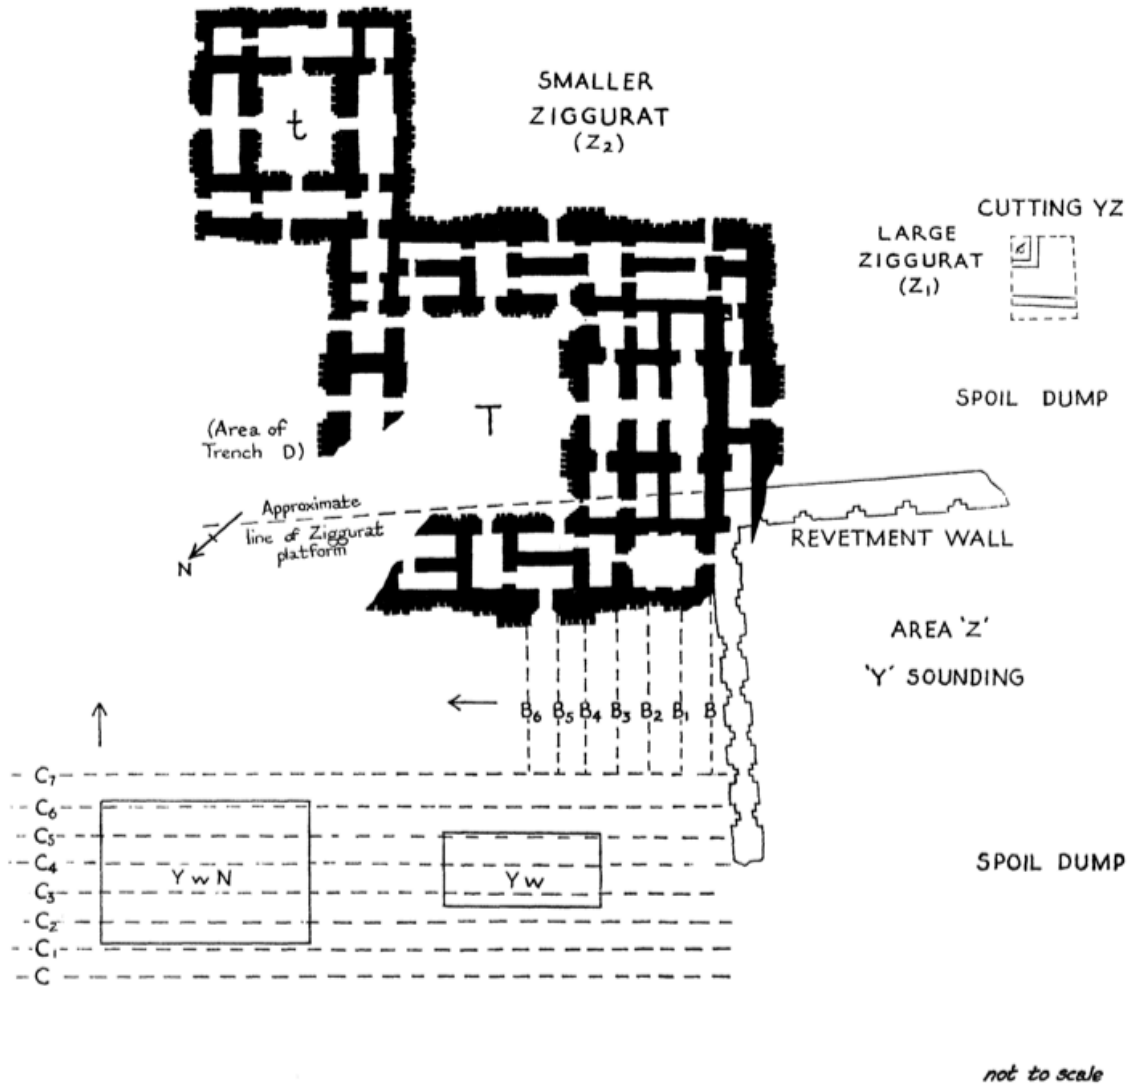 SMALLER
ZIGGURAT
(Z₂)
t
CUTTING YZ
LARGE
ZIGGURAT
(Z₁)
SPOIL DUMP
T
(Area of
Trench D)
Approximate
line of Ziggurat
platform
N
REVETMENT WALL
AREA 'Z'
'Y' SOUNDING
B₆ B₅ B₄ B₃ B₂ B₁ B
C₇
C₆
C₅
C₄
Y w N
Y w
SPOIL DUMP
C₃
C₂
C₁
C
not to scale